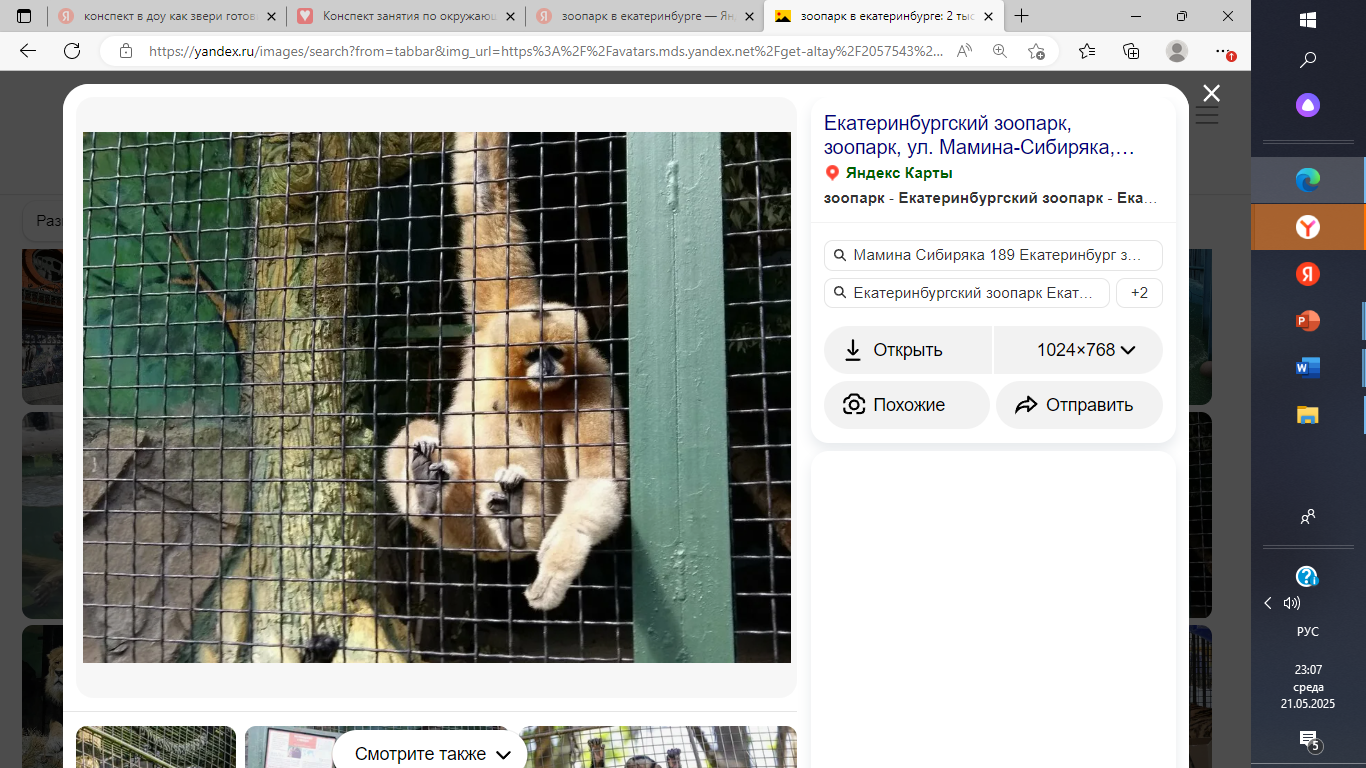 конспект в доу как звери готов
Конспект занятия по окружающ
зоопарк в екатеринбурге — Ян
зоопарк в екатеринбурге: 2 тыс
https://yandex.ru/images/search?from=tabbar&img_url=https%3A%2F%2Favatars.mds.yandex.net%2Fget-altay%2F2057543%2...
Раз
Екатеринбургский зоопарк,
зоопарк, ул. Мамина-Сибиряка,...
Яндекс Карты
зоопарк - Екатеринбургский зоопарк - Ека...
Мамина Сибиряка 189 Екатеринбург з...
Екатеринбургский зоопарк Екат...
+2
Открыть
1024×768
Похожие
Отправить
Смотрите также
РУС
23:07
среда
21.05.2025
5